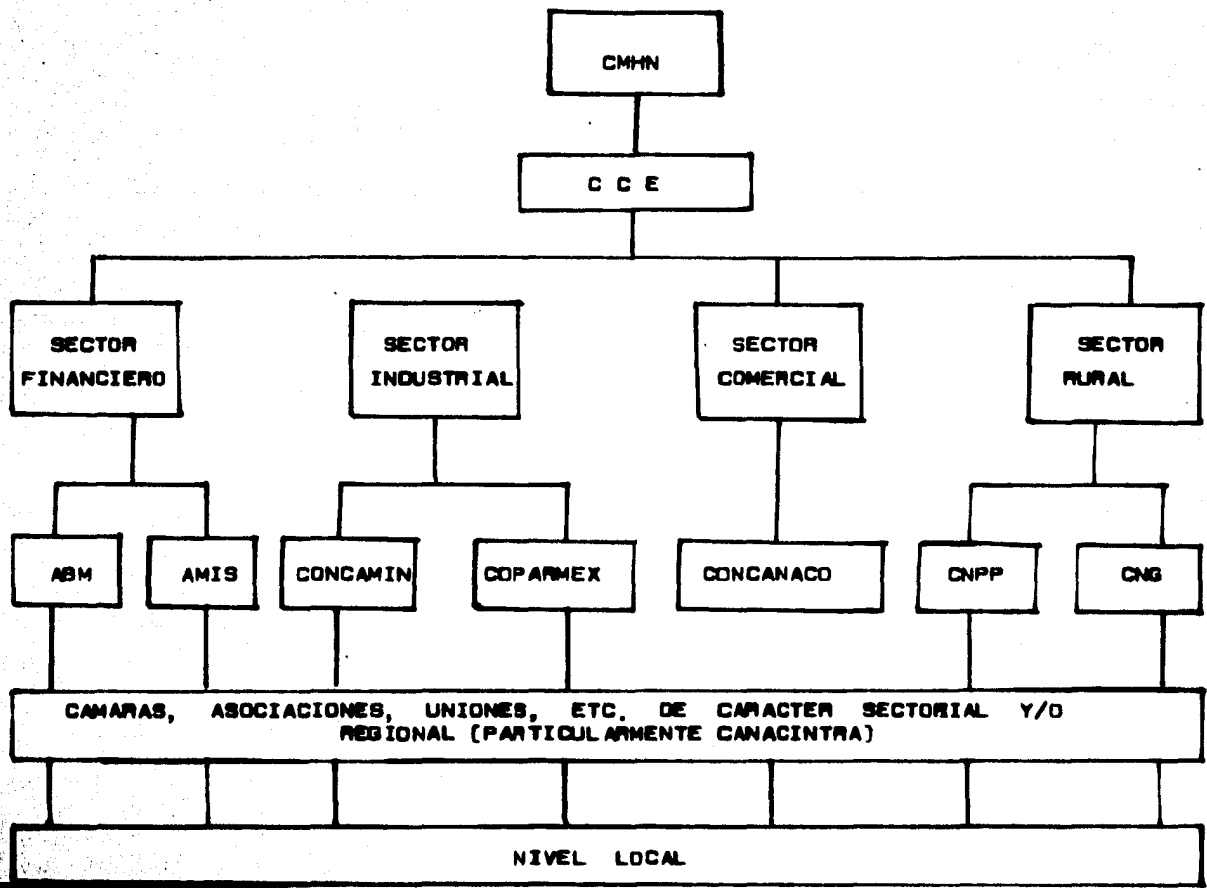 CMHN
C C E
SECTOR
FINANCIERO
SECTOR
INDUSTRIAL
SECTOR
COMERCIAL
SECTOR
RURAL
ABM
AMIS
CONCAMIN
COPARMEX
CONCANACO
CNPP
CNG
CAMARAS, ASOCIACIONES, UNIONES, ETC. DE CARACTER SECTORIAL Y/O
REGIONAL (PARTICULARMENTE CANACINTRA)
NIVEL LOCAL